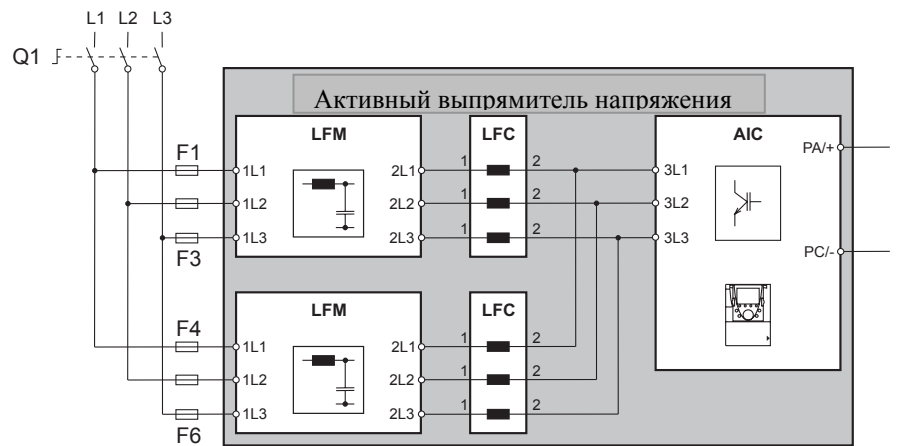 L1 L2 L3
Q1
Активный выпрямитель напряжения
LFM LFC AIC
F1
1L1 2L1 1 2 3L1 PA/+
1L2 2L2 1 2 3L2
1L3 2L3 1 2 3L3
F3 PC/-
LFM LFC
F4
1L1 2L1 1 2
1L2 2L2 1 2
1L3 2L3 1 2
F6